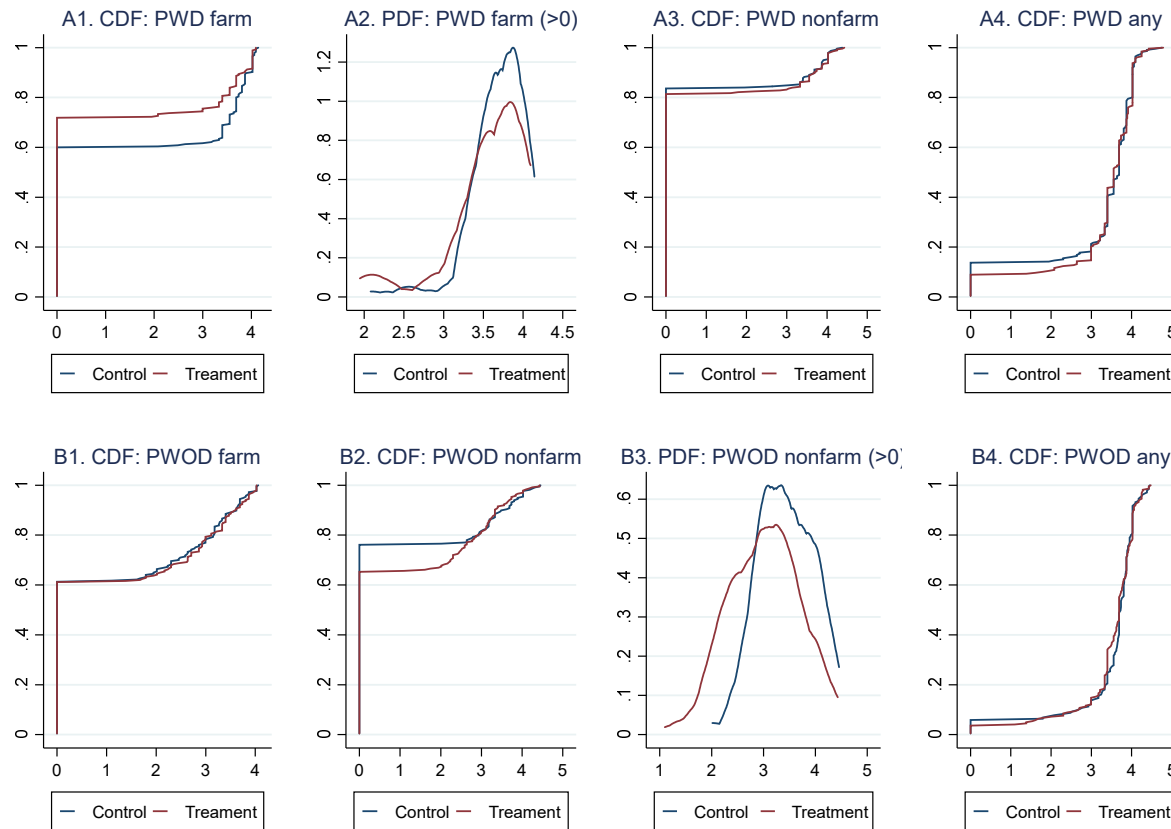 A1. CDF: PWD farm
A2. PDF: PWD farm (>0)
A3. CDF: PWD nonfarm
A4. CDF: PWD any
1
.8
.6
.4
.2
0
0 1 2 3 4
Control Treament
1.2
1
.8
.6
.4
.2
0
2 2.5 3 3.5 4 4.5
Control Treatment
1
.8
.6
.4
.2
0
0 1 2 3 4 5
Control Treament
1
.8
.6
.4
.2
0
0 1 2 3 4 5
Control Treament
B1. CDF: PWOD farm
B2. CDF: PWOD nonfarm
B3. PDF: PWOD nonfarm (>0)
B4. CDF: PWOD any
1
.8
.6
.4
.2
0
0 1 2 3 4
Control Treament
1
.8
.6
.4
.2
0
0 1 2 3 4 5
Control Treament
.6
.5
.4
.3
.2
.1
0
1 2 3 4 5
Control Treament
1
.8
.6
.4
.2
0
0 1 2 3 4 5
Control Treament